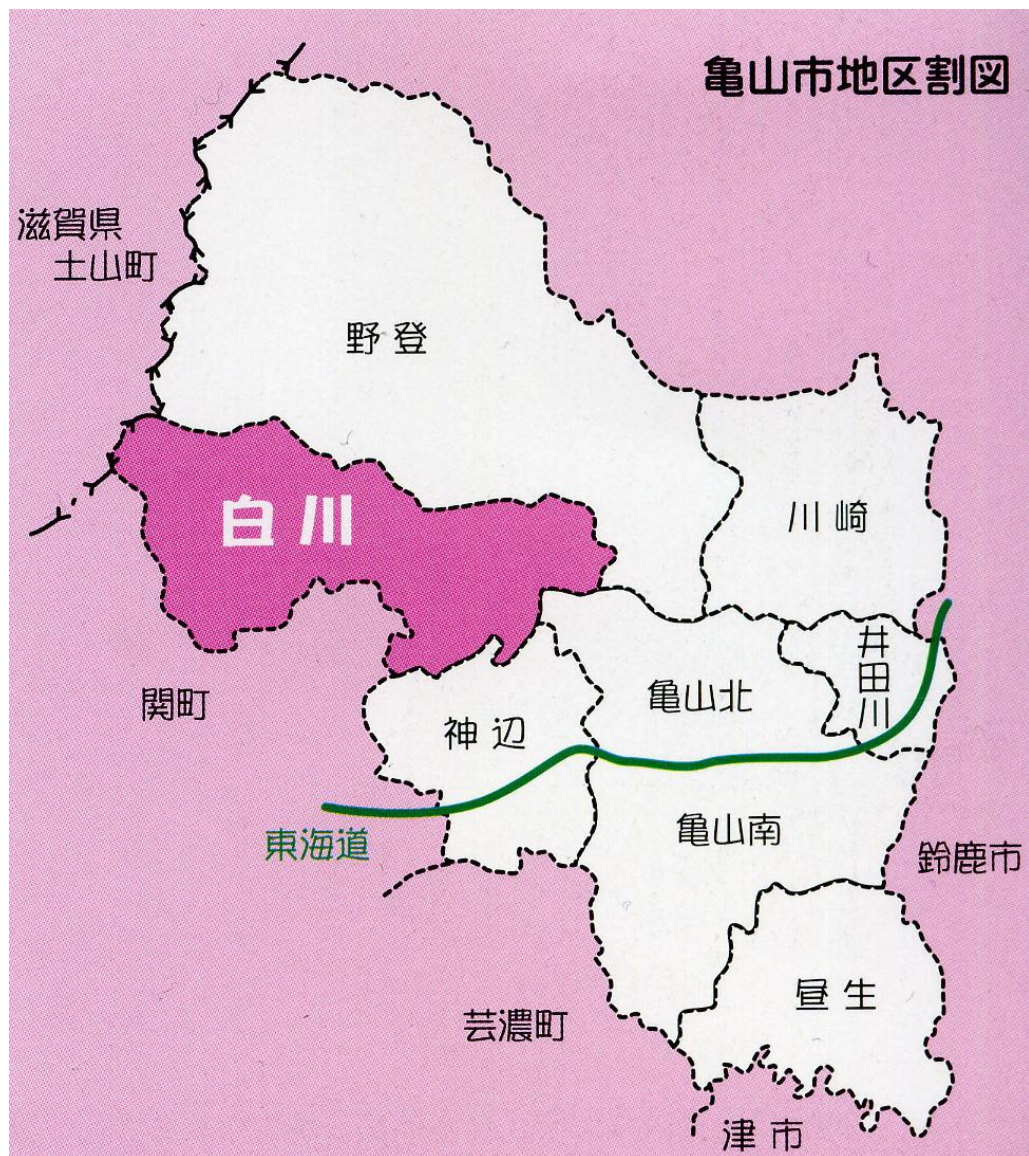 亀山市地区割図
滋賀県
土山町
野登
川崎
白川
井田川
関町
亀山北
神辺
東海道
亀山南
鈴鹿市
昼生
芸濃町
津市